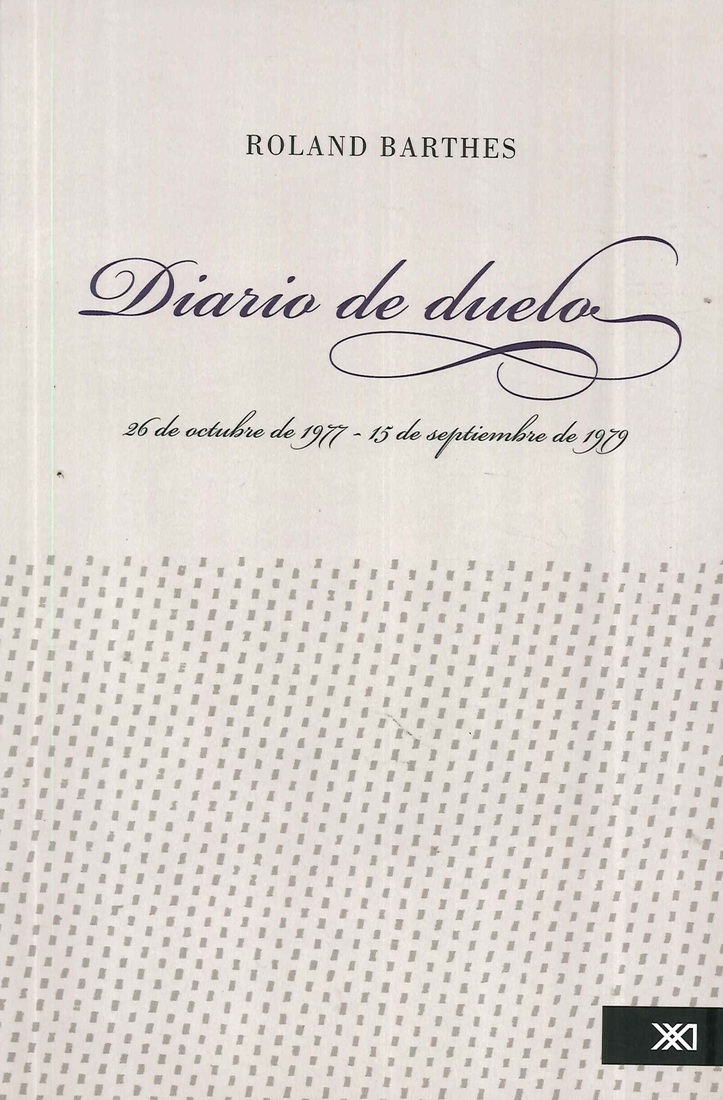 ROLAND BARTHES
Diario de duelo
26 de octubre de 1977 - 15 de septiembre de 1979
XXI